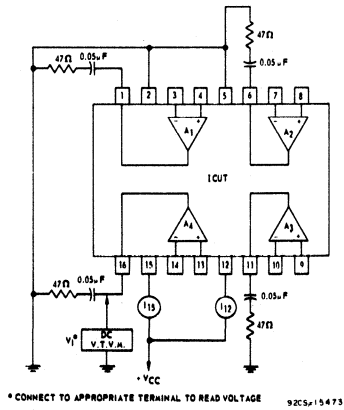 47Ω
0.05μF
47Ω
0.05μF
1 2 3 4 5 6 7 8
- +
A1
- +
A2
ICUT
A4
- +
A3
- +
16 15 14 13 12 11 10 9
47Ω
0.05μF
I15
I12
0.05μF
47Ω
V1*
DC
V.T.V.M.
+ VCC
* CONNECT TO APPROPRIATE TERMINAL TO READ VOLTAGE
92CS-15473